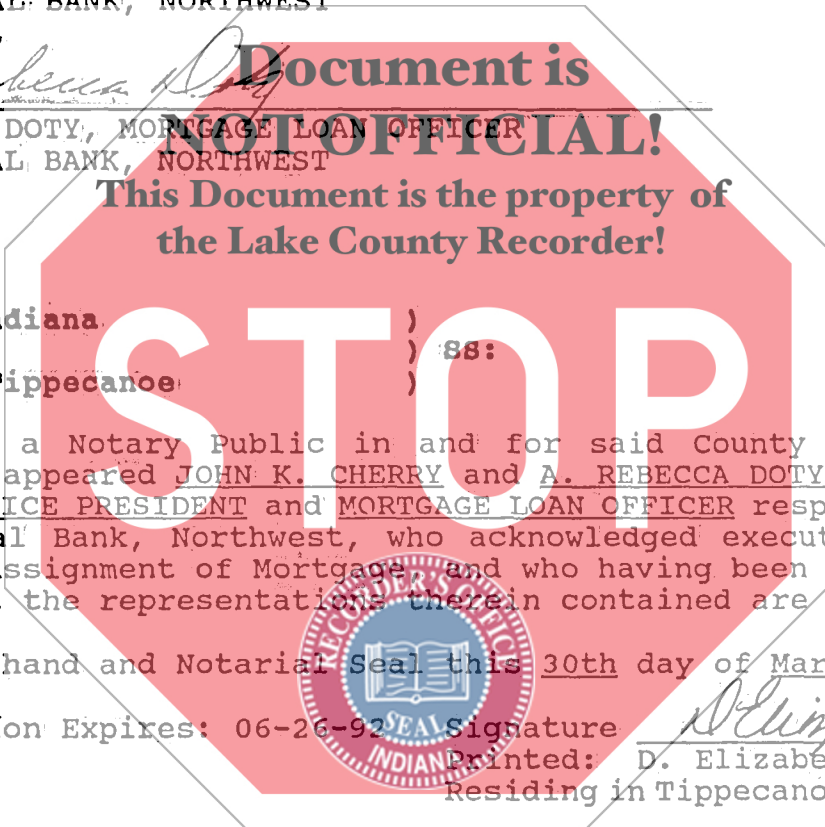 AL BANK, NORTHWEST
Document is
DOTY, MORTGAGE LOAN OFFICER
NOT OFFICIAL!
AL BANK, NORTHWEST
This Document is the property of
the Lake County Recorder!
diana )
) SS:
ippecanoe )
STOP
a Notary Public in and for said County
appeared JOHN K. CHERRY and A. REBECCA DOTY
ICE PRESIDENT and MORTGAGE LOAN OFFICER resp
al Bank, Northwest, who acknowledged execut
ssignment of Mortgage, and who having been
the representations therein contained are
hand and Notarial Seal this 30th day of Mar
on Expires: 06-26-92 Signature
Printed: D. Elizabe
Residing in Tippecano
RECORDER'S OFFICE
SEAL
INDIANA